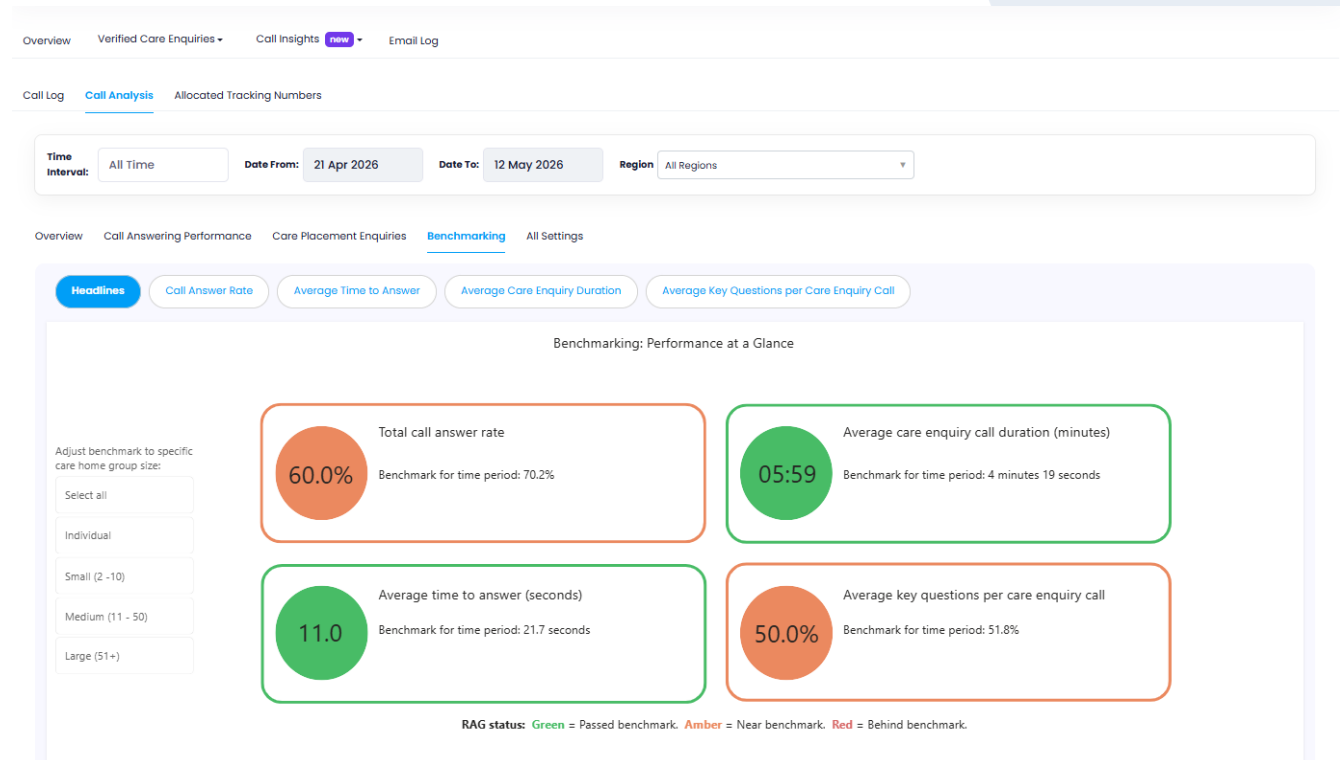 Overview Verified Care Enquiries Call Insights new Email Log
Call Log Call Analysis Allocated Tracking Numbers
Time Interval: All Time Date From: 21 Apr 2026 Date To: 12 May 2026 Region All Regions
Overview Call Answering Performance Care Placement Enquiries Benchmarking All Settings
Headlines Call Answer Rate Average Time to Answer Average Care Enquiry Duration Average Key Questions per Care Enquiry Call
Benchmarking: Performance at a Glance
Adjust benchmark to specific
care home group size:
Select all
Individual
Small (2 -10)
Medium (11 - 50)
Large (51+)
60.0%
Total call answer rate
Benchmark for time period: 70.2%
05:59
Average care enquiry call duration (minutes)
Benchmark for time period: 4 minutes 19 seconds
11.0
Average time to answer (seconds)
Benchmark for time period: 21.7 seconds
50.0%
Average key questions per care enquiry call
Benchmark for time period: 51.8%
RAG status: Green = Passed benchmark. Amber = Near benchmark. Red = Behind benchmark.